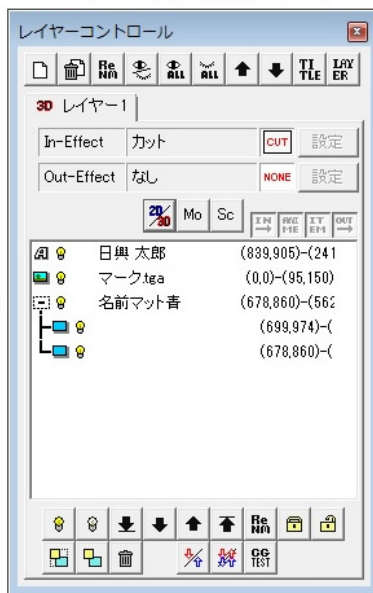 レイヤーコントロール
Re NM ALL ALL TI TLE LAY ER
3D レイヤー1
In-Effect カット CUT 設定
Out-Effect なし NONE 設定
2D/3D Mo Sc IN ANI ME IT EM OUT
日興 太郎 (839,905)-(241
マーク.tga (0,0)-(95,150)
名前マット青 (678,860)-(562
(699,974)-(
(678,860)-(
Re NM
CG TEST